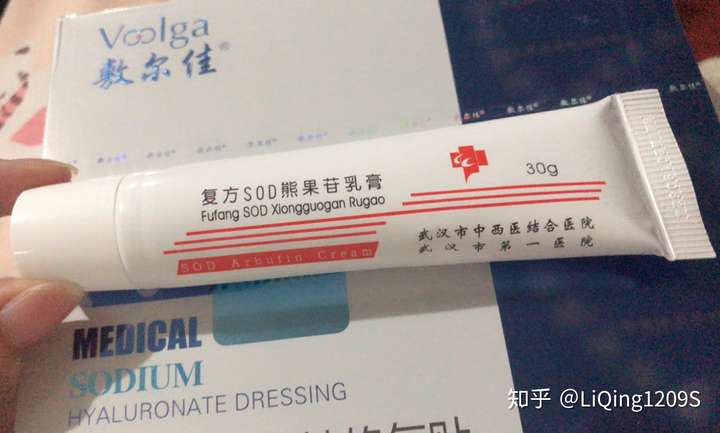 Voolga
敷尔佳®
复方SOD熊果苷乳膏
Fufang SOD Xiongguogan Rugao
30g
SOD Arbutin Cream
武汉市中西医结合医院
武汉市第一医院
MEDICAL
SODIUM
HYALURONATE DRESSING
知乎 @LiQing1209S